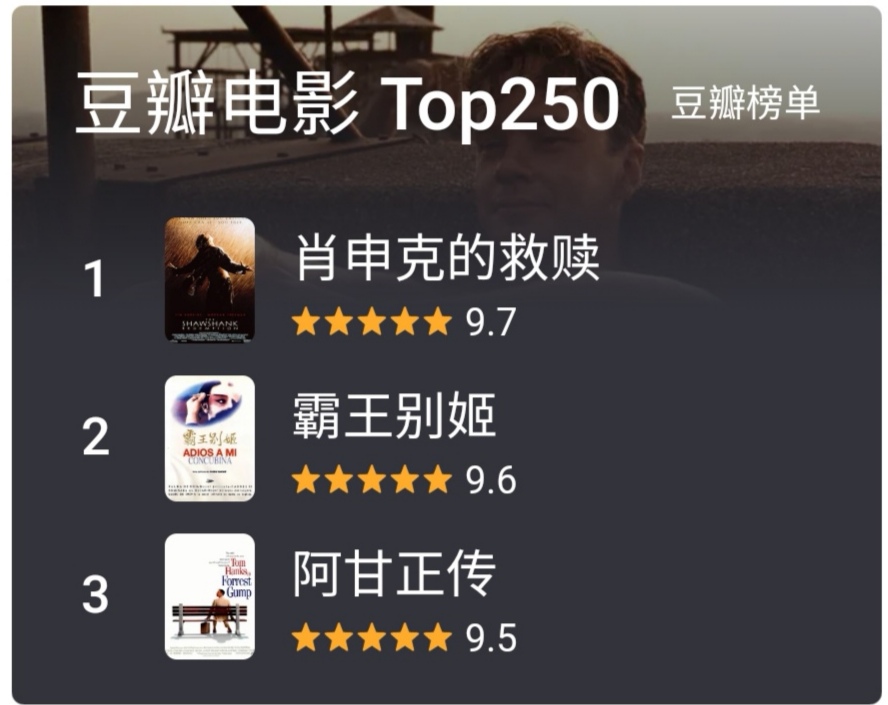 豆瓣电影 Top250
豆瓣榜单
1
肖申克的救赎
9.7
THE
SHAWSHANK
REDEMPTION
2
霸王别姬
9.6
霸王别姬
ADIOS A MI
CONCUBINA
3
阿甘正传
9.5
Tom
Hanks
Forrest
Gump